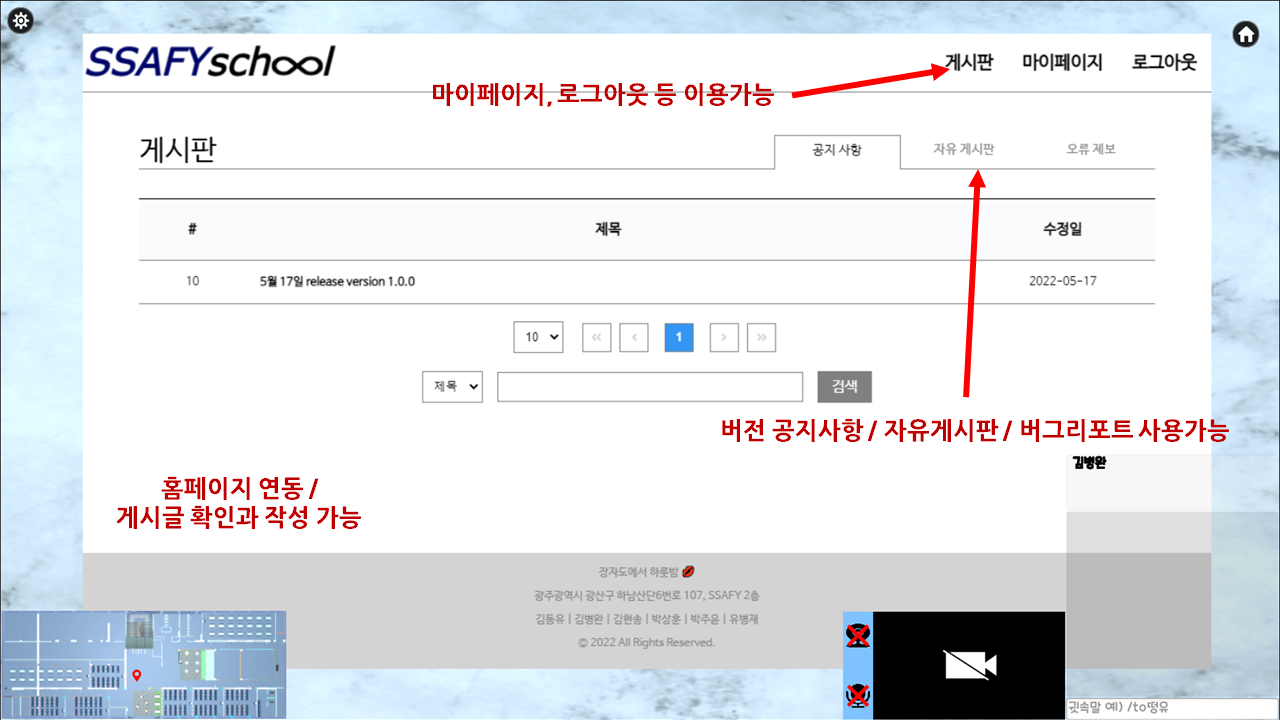 SSAFYschool
게시판 마이페이지 로그아웃
마이페이지, 로그아웃 등 이용가능
게시판
공지 사항 자유 게시판 오류 제보
# 제목 수정일
10 5월 17일 release version 1.0.0 2022-05-17
10 « ‹ 1 › »
제목 검색
버전 공지사항 / 자유게시판 / 버그리포트 사용가능
김병완
홈페이지 연동 /
게시글 확인과 작성 가능
장자도에서 하룻밤
광주광역시 광산구 하남산단6번로 107, SSAFY 2층
김동유 | 김병완 | 김현송 | 박상훈 | 박주윤 | 유병재
© 2022 All Rights Reserved.
귓속말 예) /to떵유